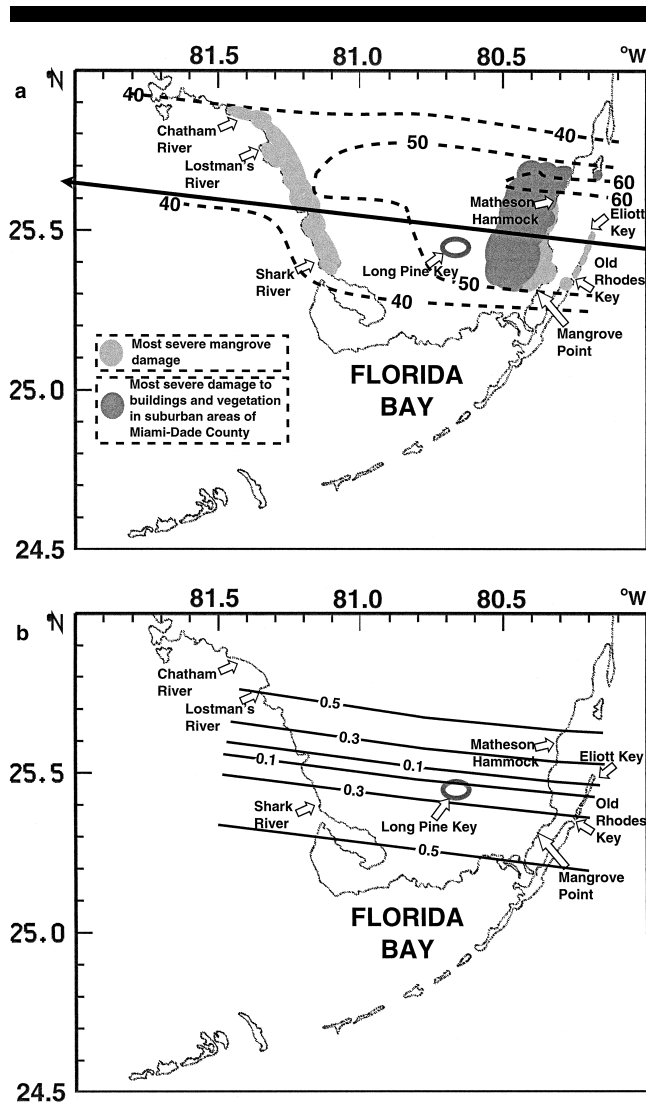 81.5 81.0 80.5 °W
°N
a
40
Chatham
River
Lostman's
River
50
40
60
60
Matheson
Hammock
40
Eliott
Key
25.5
Long Pine Key
Shark
River
50
40
Old
Rhodes
Key
Mangrove
Point
Most severe mangrove
damage
Most severe damage to
buildings and vegetation
in suburban areas of
Miami-Dade County
25.0
FLORIDA
BAY
24.5
81.5 81.0 80.5 °W
°N
b
Chatham
River
Lostman's
River
0.5
0.3
0.1
0.1
0.3
Matheson
Hammock
Eliott Key
25.5
Shark
River
Long Pine Key
Old
Rhodes
Key
0.5
Mangrove
Point
FLORIDA
BAY
25.0
24.5